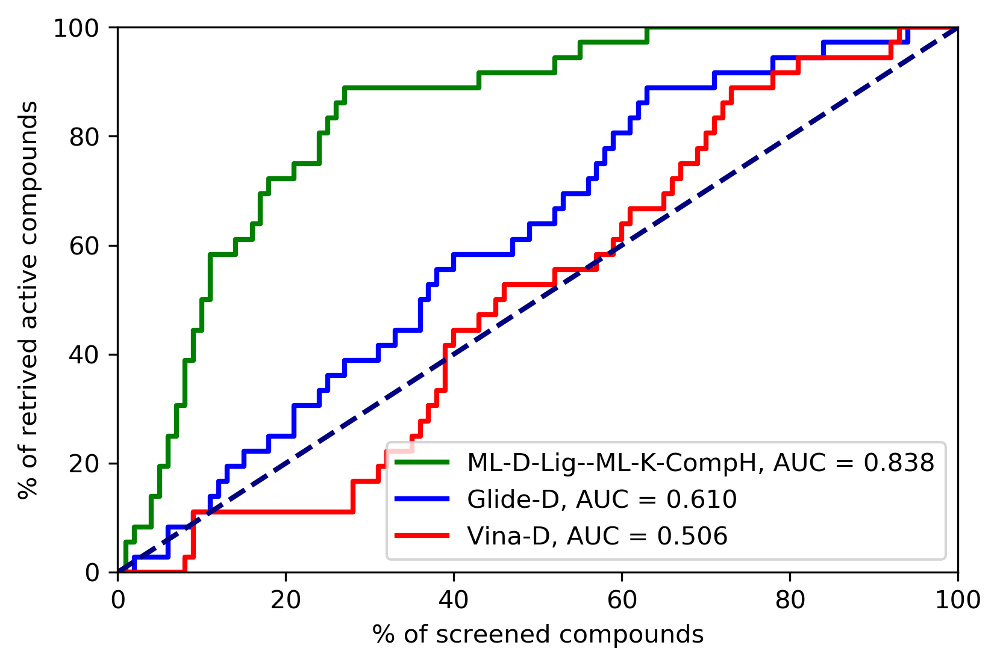 100
80
60
40
20
0
% of retrived active compounds
ML-D-Lig--ML-K-CompH, AUC = 0.838
Glide-D, AUC = 0.610
Vina-D, AUC = 0.506
0 20 40 60 80 100
% of screened compounds